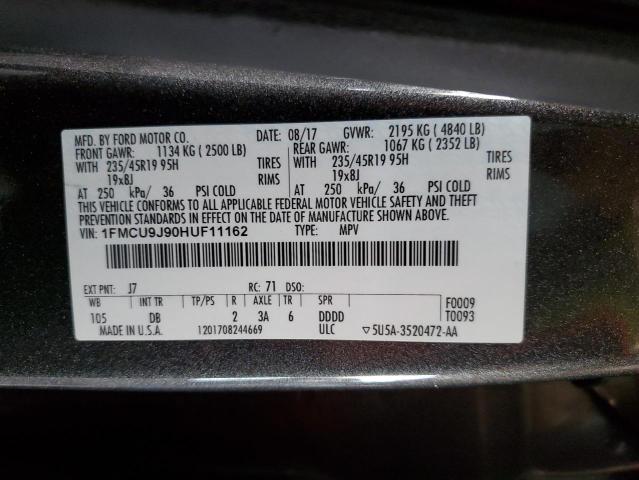 MFD. BY FORD MOTOR CO. DATE: 08/17 GVWR: 2195 KG ( 4840 LB)
FRONT GAWR: 1134 KG ( 2500 LB) REAR GAWR: 1067 KG ( 2352 LB)
WITH 235/45R19 95H TIRES WITH 235/45R19 95H TIRES
19x8J RIMS 19x8J RIMS
AT 250 kPa/ 36 PSI COLD AT 250 kPa/ 36 PSI COLD
THIS VEHICLE CONFORMS TO ALL APPLICABLE FEDERAL MOTOR VEHICLE SAFETY AND THEFT
PREVENTION STANDARDS IN EFFECT ON THE DATE OF MANUFACTURE SHOWN ABOVE.
VIN: 1FMCU9J90HUF11162 TYPE: MPV
EXT PNT: J7 RC: 71 DSO:
WB INT TR TP/PS R AXLE TR SPR F0009
105 DB 2 3A 6 DDDD T0093
MADE IN U.S.A. 1201708244669 ULC ▽5U5A-3520472-AA